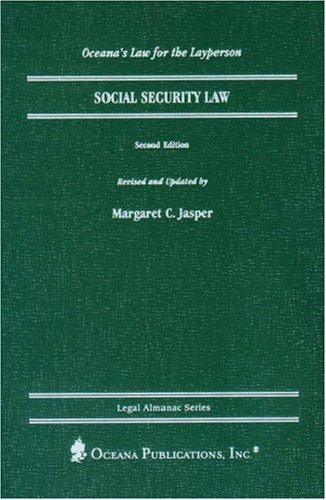 Oceana's Law for the Layperson
SOCIAL SECURITY LAW
Second Edition
Revised and Updated by
Margaret C. Jasper
Legal Almanac Series
OCEANA PUBLICATIONS, INC®